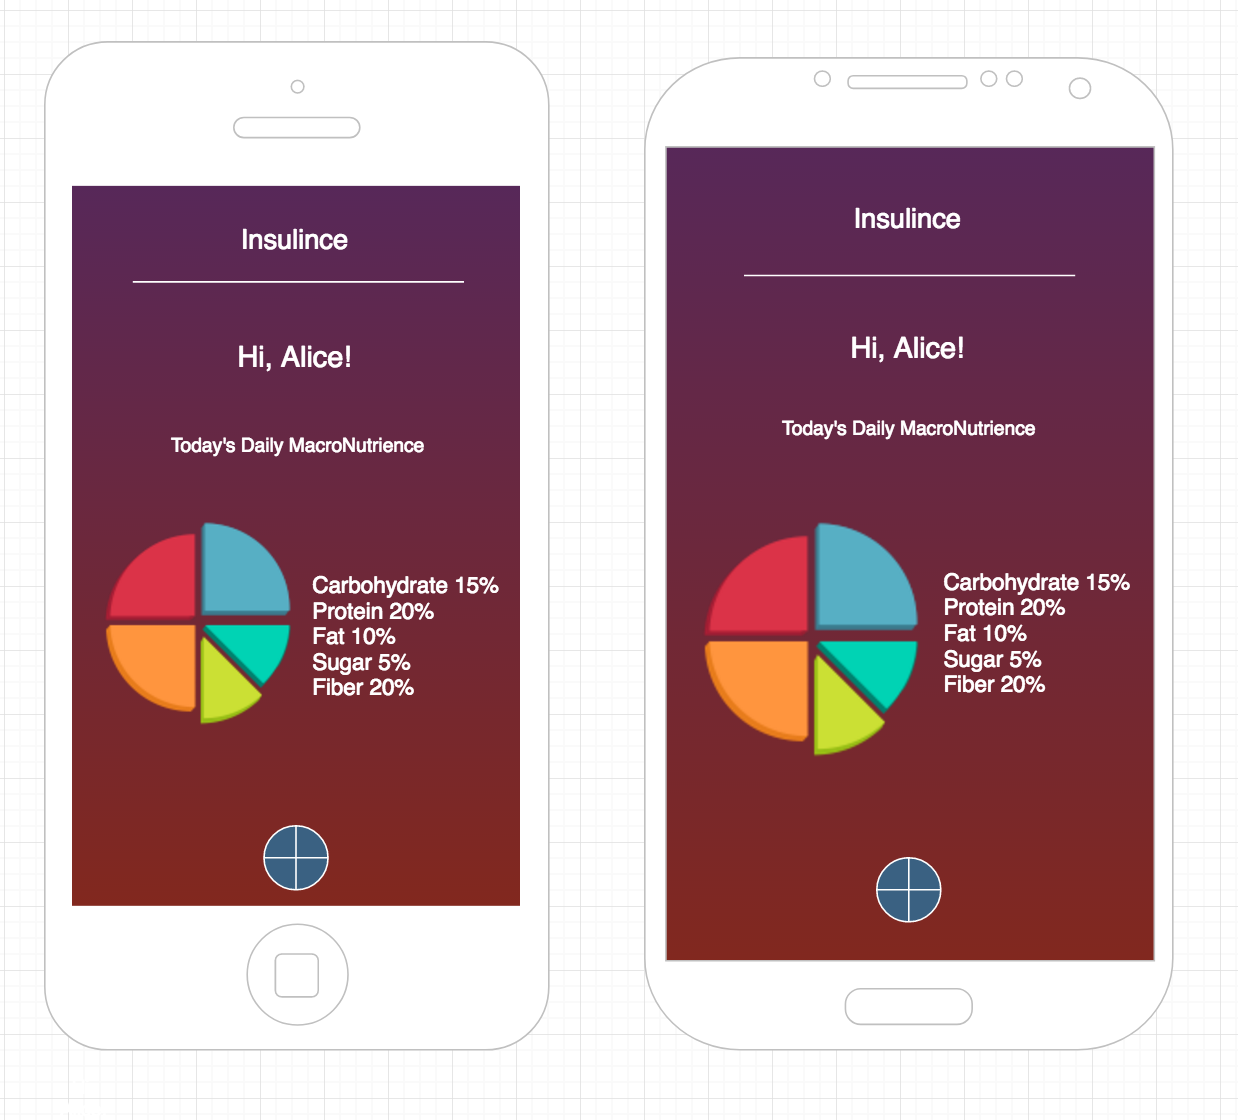 Insulince
Hi, Alice!
Today's Daily MacroNutrience
Carbohydrate 15%
Protein 20%
Fat 10%
Sugar 5%
Fiber 20%
Insulince
Hi, Alice!
Today's Daily MacroNutrience
Carbohydrate 15%
Protein 20%
Fat 10%
Sugar 5%
Fiber 20%